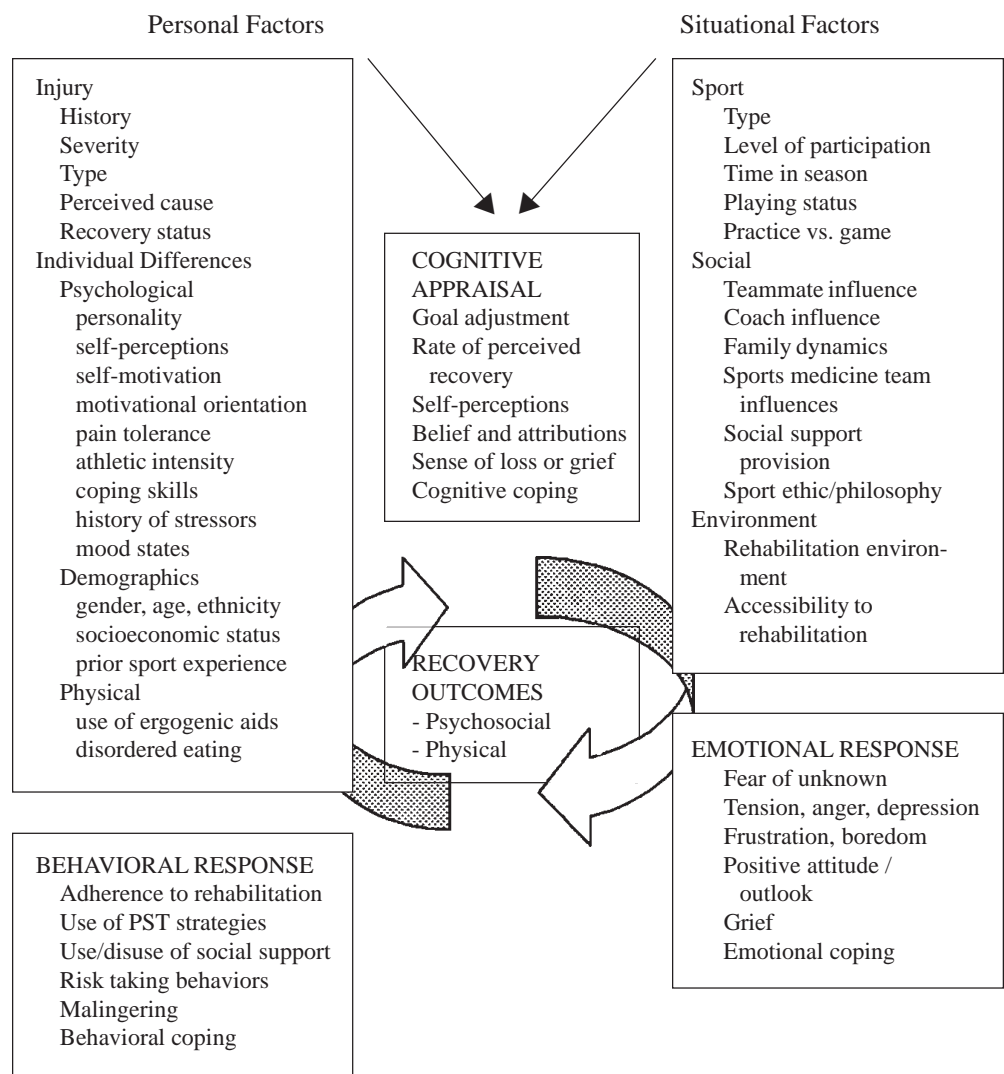 Personal Factors
Situational Factors
Injury
History
Severity
Type
Perceived cause
Recovery status
Individual Differences
Psychological
personality
self-perceptions
self-motivation
motivational orientation
pain tolerance
athletic intensity
coping skills
history of stressors
mood states
Demographics
gender, age, ethnicity
socioeconomic status
prior sport experience
Physical
use of ergogenic aids
disordered eating
COGNITIVE
APPRAISAL
Goal adjustment
Rate of perceived
recovery
Self-perceptions
Belief and attributions
Sense of loss or grief
Cognitive coping
Sport
Type
Level of participation
Time in season
Playing status
Practice vs. game
Social
Teammate influence
Coach influence
Family dynamics
Sports medicine team
influences
Social support
provision
Sport ethic/philosophy
Environment
Rehabilitation environ-
ment
Accessibility to
rehabilitation
RECOVERY
OUTCOMES
- Psychosocial
- Physical
BEHAVIORAL RESPONSE
Adherence to rehabilitation
Use of PST strategies
Use/disuse of social support
Risk taking behaviors
Malingering
Behavioral coping
EMOTIONAL RESPONSE
Fear of unknown
Tension, anger, depression
Frustration, boredom
Positive attitude /
outlook
Grief
Emotional coping